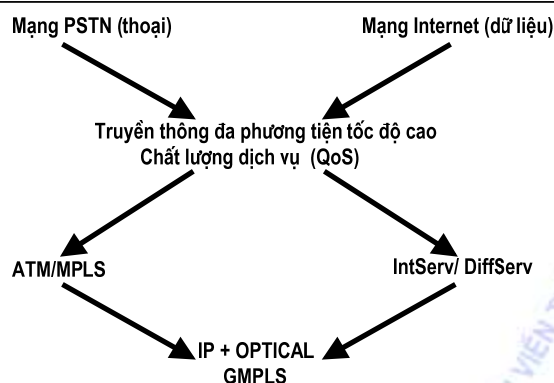 Mạng PSTN (thoại)
Mạng Internet (dữ liệu)
Truyền thông đa phương tiện tốc độ cao
Chất lượng dịch vụ (QoS)
ATM/MPLS
IntServ/ DiffServ
IP + OPTICAL
GMPLS
VIÊN